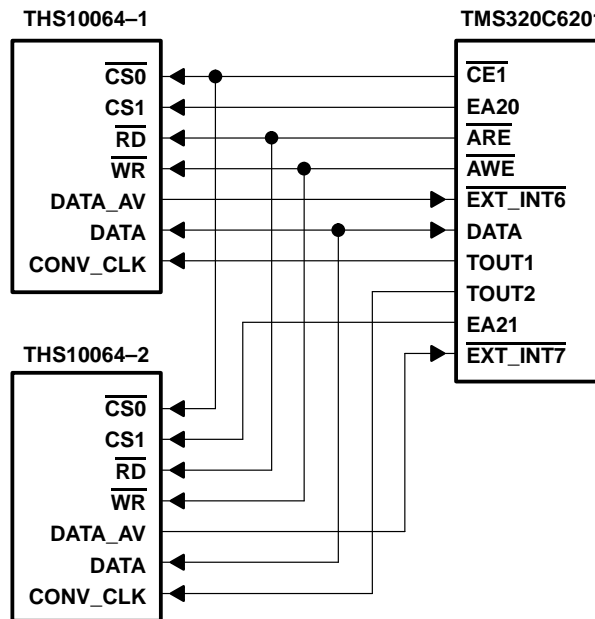 THS10064–1
CS0
CS1
RD
WR
DATA_AV
DATA
CONV_CLK
TMS320C6201
CE1
EA20
ARE
AWE
EXT_INT6
DATA
TOUT1
TOUT2
EA21
EXT_INT7
THS10064–2
CS0
CS1
RD
WR
DATA_AV
DATA
CONV_CLK